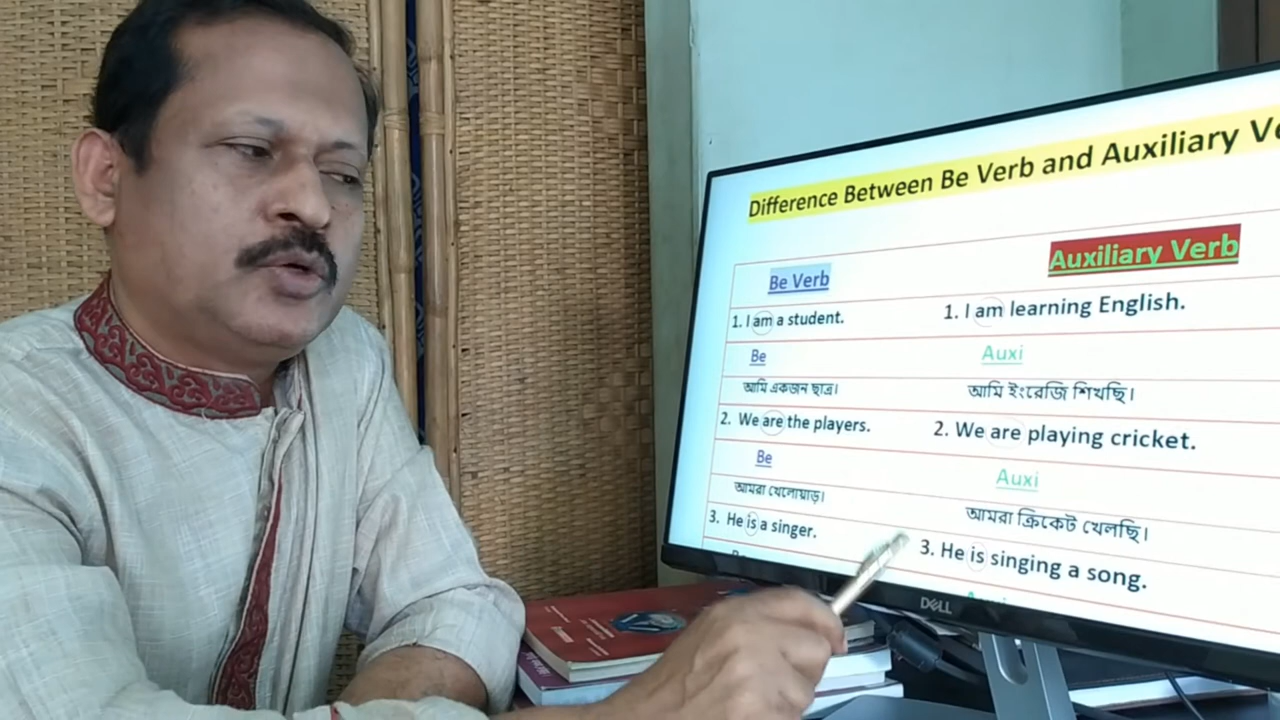 Difference Between Be Verb and Auxiliary
Be Verb
Auxiliary Verb
1. I am a student.
1. I am learning English.
Be
Auxi
আমি একজন ছাত্র।
আমি ইংরেজি শিখছি।
2. We are the players.
2. We are playing cricket.
Be
Auxi
আমরা খেলোয়াড়।
আমরা ক্রিকেট খেলছি।
3. He is a singer.
3. He is singing a song.
DELL